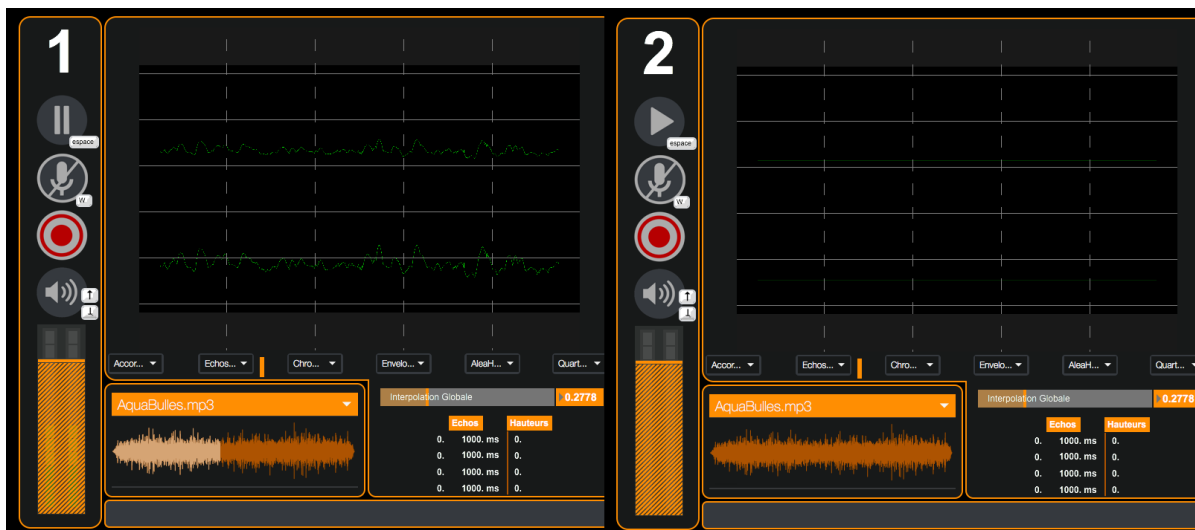 1
espace
W
Accor...
Echos...
Chro...
Envelo...
AleaH...
Quart...
AquaBulles.mp3
Interpolation Globale
0.2778
Echos Hauteurs
0. 1000. ms 0.
0. 1000. ms 0.
0. 1000. ms 0.
0. 1000. ms 0.
2
espace
W
Accor...
Echos...
Chro...
Envelo...
AleaH...
Quart...
AquaBulles.mp3
Interpolation Globale
0.2778
Echos Hauteurs
0. 1000. ms 0.
0. 1000. ms 0.
0. 1000. ms 0.
0. 1000. ms 0.